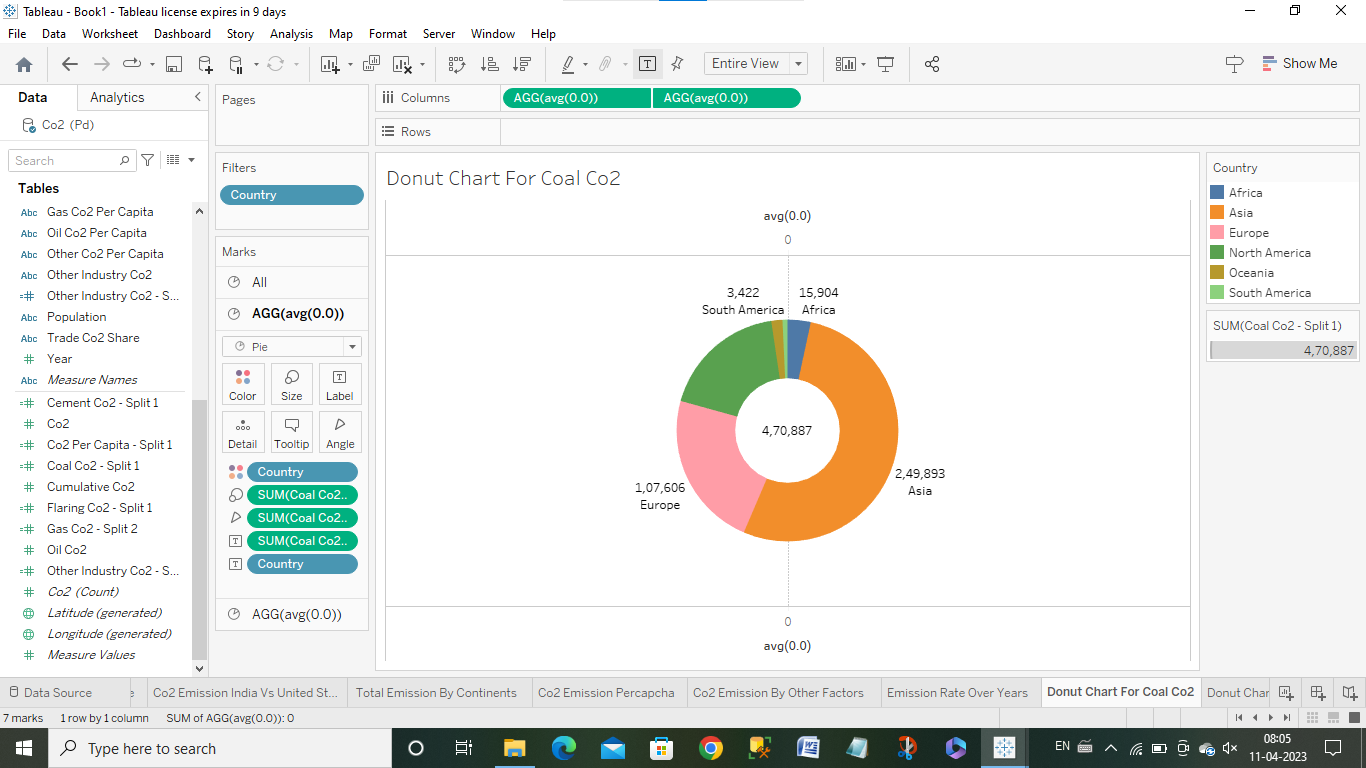 Tableau - Book1 - Tableau license expires in 9 days
File Data Worksheet Dashboard Story Analysis Map Format Server Window Help
Entire View
Show Me
Data Analytics
Co2 (Pd)
Search
Tables
Abc Gas Co2 Per Capita
Abc Oil Co2 Per Capita
Abc Other Co2 Per Capita
Abc Other Industry Co2
=# Other Industry Co2 - S...
Abc Population
Abc Trade Co2 Share
# Year
Abc Measure Names
=# Cement Co2 - Split 1
# Co2
=# Co2 Per Capita - Split 1
=# Coal Co2 - Split 1
# Cumulative Co2
=# Flaring Co2 - Split 1
=# Gas Co2 - Split 2
# Oil Co2
=# Other Industry Co2 - S...
# Co2 (Count)
Latitude (generated)
Longitude (generated)
# Measure Values
Pages
Filters
Country
Marks
All
AGG(avg(0.0))
Pie
Color Size Label
Detail Tooltip Angle
Country
SUM(Coal Co2..
SUM(Coal Co2..
SUM(Coal Co2..
Country
AGG(avg(0.0))
Columns AGG(avg(0.0)) AGG(avg(0.0))
Rows
Donut Chart For Coal Co2
avg(0.0)
0
3,422
South America
15,904
Africa
4,70,887
2,49,893
Asia
1,07,606
Europe
0
avg(0.0)
Country
Africa
Asia
Europe
North America
Oceania
South America
SUM(Coal Co2 - Split 1)
4,70,887
Data Source Co2 Emission India Vs United St... Total Emission By Continents Co2 Emission Percapcha Co2 Emission By Other Factors Emission Rate Over Years Donut Chart For Coal Co2 Donut Char
7 marks 1 row by 1 column SUM of AGG(avg(0.0)): 0
Type here to search
EN
08:05
11-04-2023